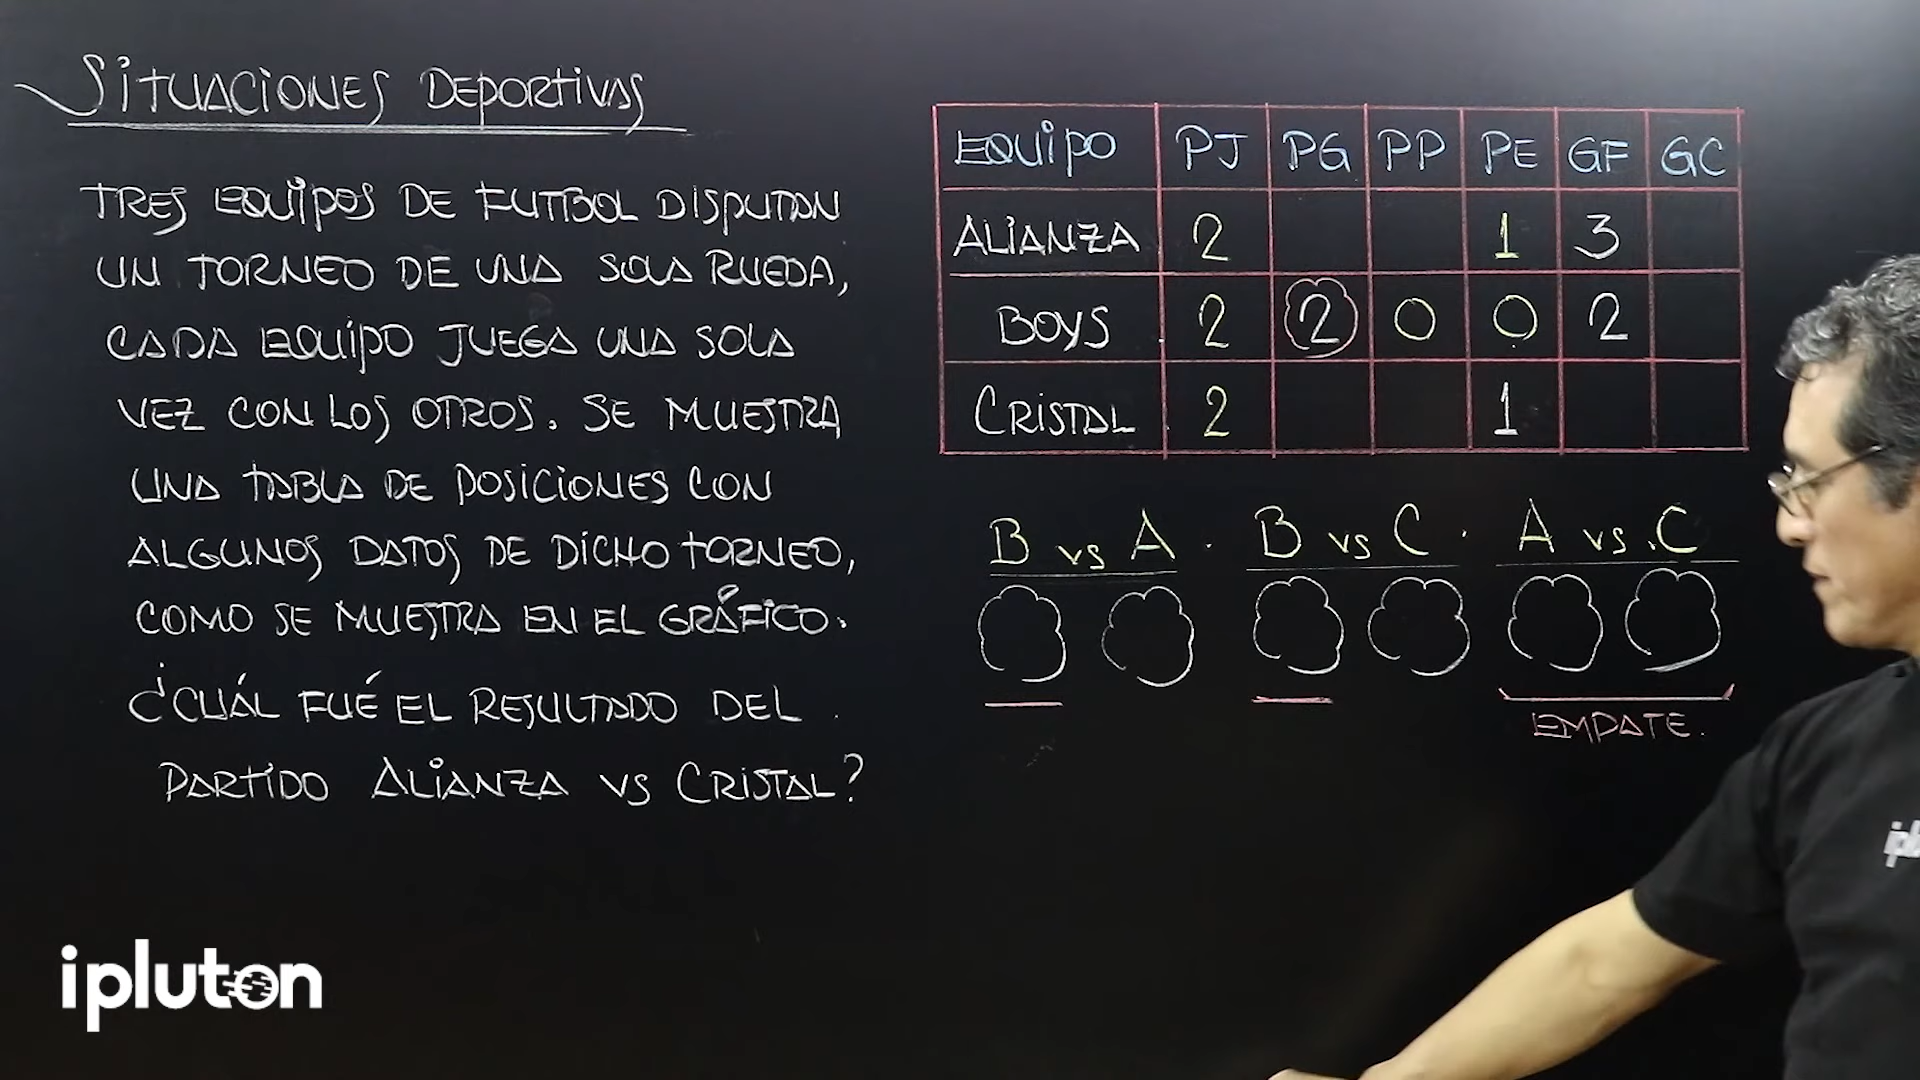 SITUACIONES DEPORTIVAS
TRES EQUIPOS DE FUTBOL DISPUTAN
UN TORNEO DE UNA SOLA RUEDA,
CADA EQUIPO JUEGA UNA SOLA
VEZ CON LOS OTROS. SE MUESTRA
UNA TABLA DE POSICIONES CON
ALGUNOS DATOS DE DICHO TORNEO,
COMO SE MUESTRA EN EL GRÁFICO.
¿CUÁL FUÉ EL RESULTADO DEL
PARTIDO ALIANZA VS CRISTAL?
EQUIPO PJ PG PP PE GF GC
ALIANZA 2 1 3
BOYS 2 2 0 0 2
CRISTAL 2 1
B vs A . B vs C . A vs C
EMPATE.
ipluton